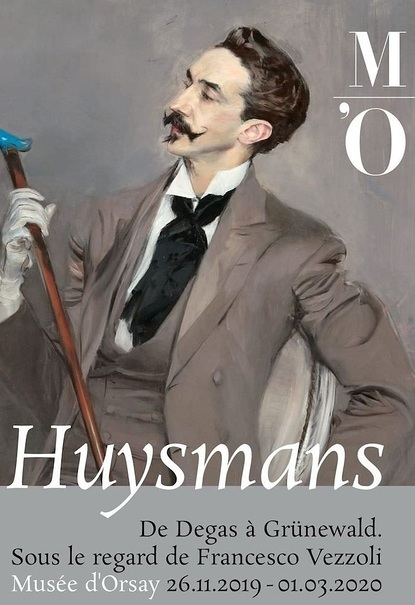 M
'O
Huysmans
De Degas à Grünewald.
Sous le regard de Francesco Vezzoli
Musée d'Orsay 26.11.2019 - 01.03.2020